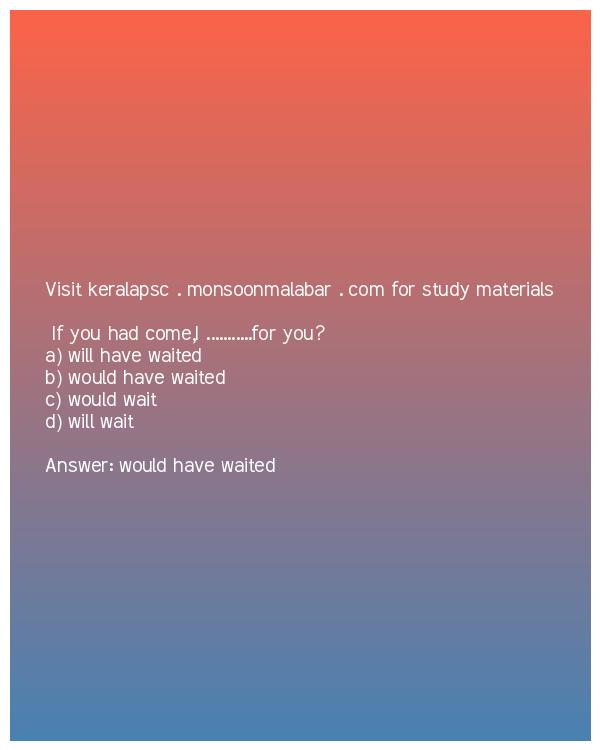 Visit keralapsc . monsoonmalabar . com for study materials
If you had come,I ...........for you?
a) will have waited
b) would have waited
c) would wait
d) will wait
Answer: would have waited